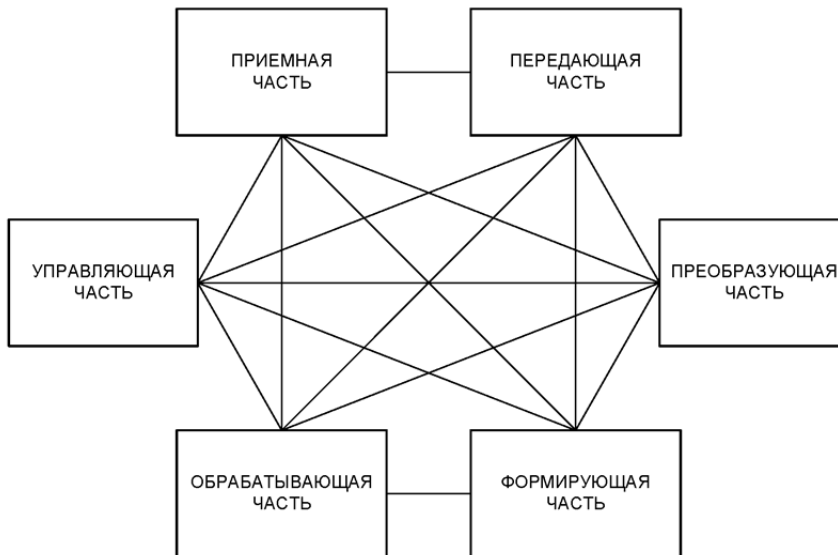 ПРИЕМНАЯ
ЧАСТЬ
ПЕРЕДАЮЩАЯ
ЧАСТЬ
УПРАВЛЯЮЩАЯ
ЧАСТЬ
ПРЕОБРАЗУЮЩАЯ
ЧАСТЬ
ОБРАБАТЫВАЮЩАЯ
ЧАСТЬ
ФОРМИРУЮЩАЯ
ЧАСТЬ